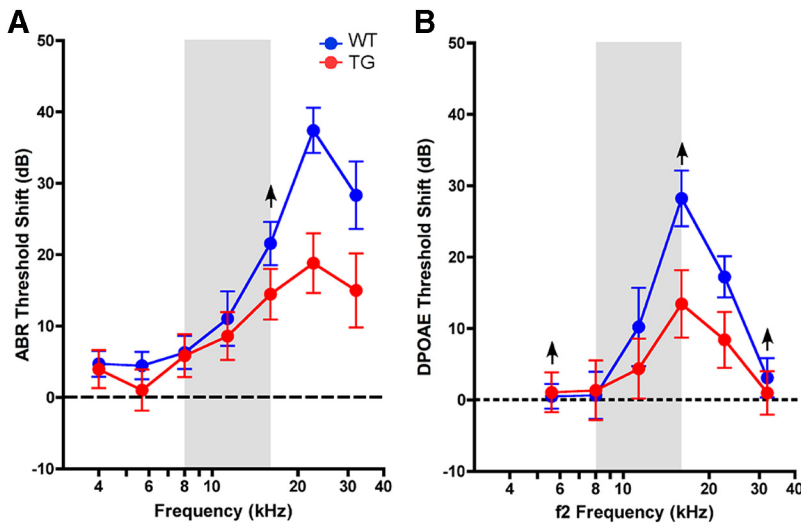 A
B
WT
TG
50
40
30
20
10
0
-10
ABR Threshold Shift (dB)
4 6 8 10 20 30 40
Frequency (kHz)
50
40
30
20
10
0
-10
DPOAE Threshold Shift (dB)
4 6 8 10 20 30 40
f2 Frequency (kHz)